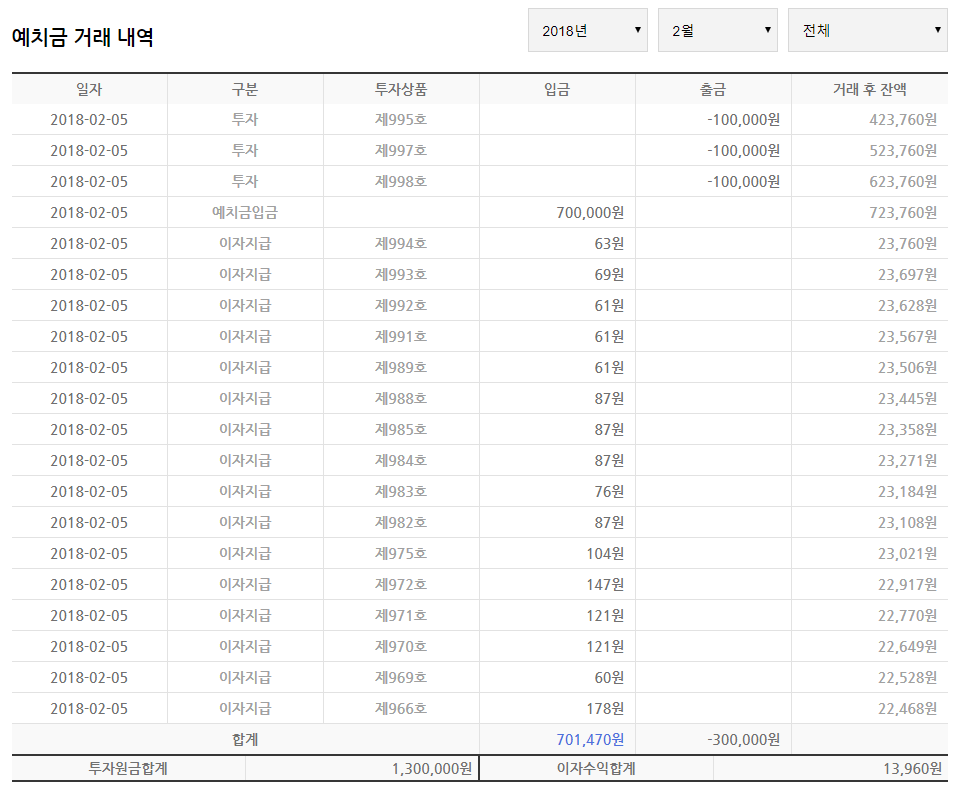 예치금 거래 내역
2018년 2월 전체
일자 구분 투자상품 입금 출금 거래 후 잔액
2018-02-05 투자 제995호 -100,000원 423,760원
2018-02-05 투자 제997호 -100,000원 523,760원
2018-02-05 투자 제998호 -100,000원 623,760원
2018-02-05 예치금입금 700,000원 723,760원
2018-02-05 이자지급 제994호 63원 23,760원
2018-02-05 이자지급 제993호 69원 23,697원
2018-02-05 이자지급 제992호 61원 23,628원
2018-02-05 이자지급 제991호 61원 23,567원
2018-02-05 이자지급 제989호 61원 23,506원
2018-02-05 이자지급 제988호 87원 23,445원
2018-02-05 이자지급 제985호 87원 23,358원
2018-02-05 이자지급 제984호 87원 23,271원
2018-02-05 이자지급 제983호 76원 23,184원
2018-02-05 이자지급 제982호 87원 23,108원
2018-02-05 이자지급 제975호 104원 23,021원
2018-02-05 이자지급 제972호 147원 22,917원
2018-02-05 이자지급 제971호 121원 22,770원
2018-02-05 이자지급 제970호 121원 22,649원
2018-02-05 이자지급 제969호 60원 22,528원
2018-02-05 이자지급 제966호 178원 22,468원
합계 701,470원 -300,000원
투자원금합계 1,300,000원 이자수익합계 13,960원